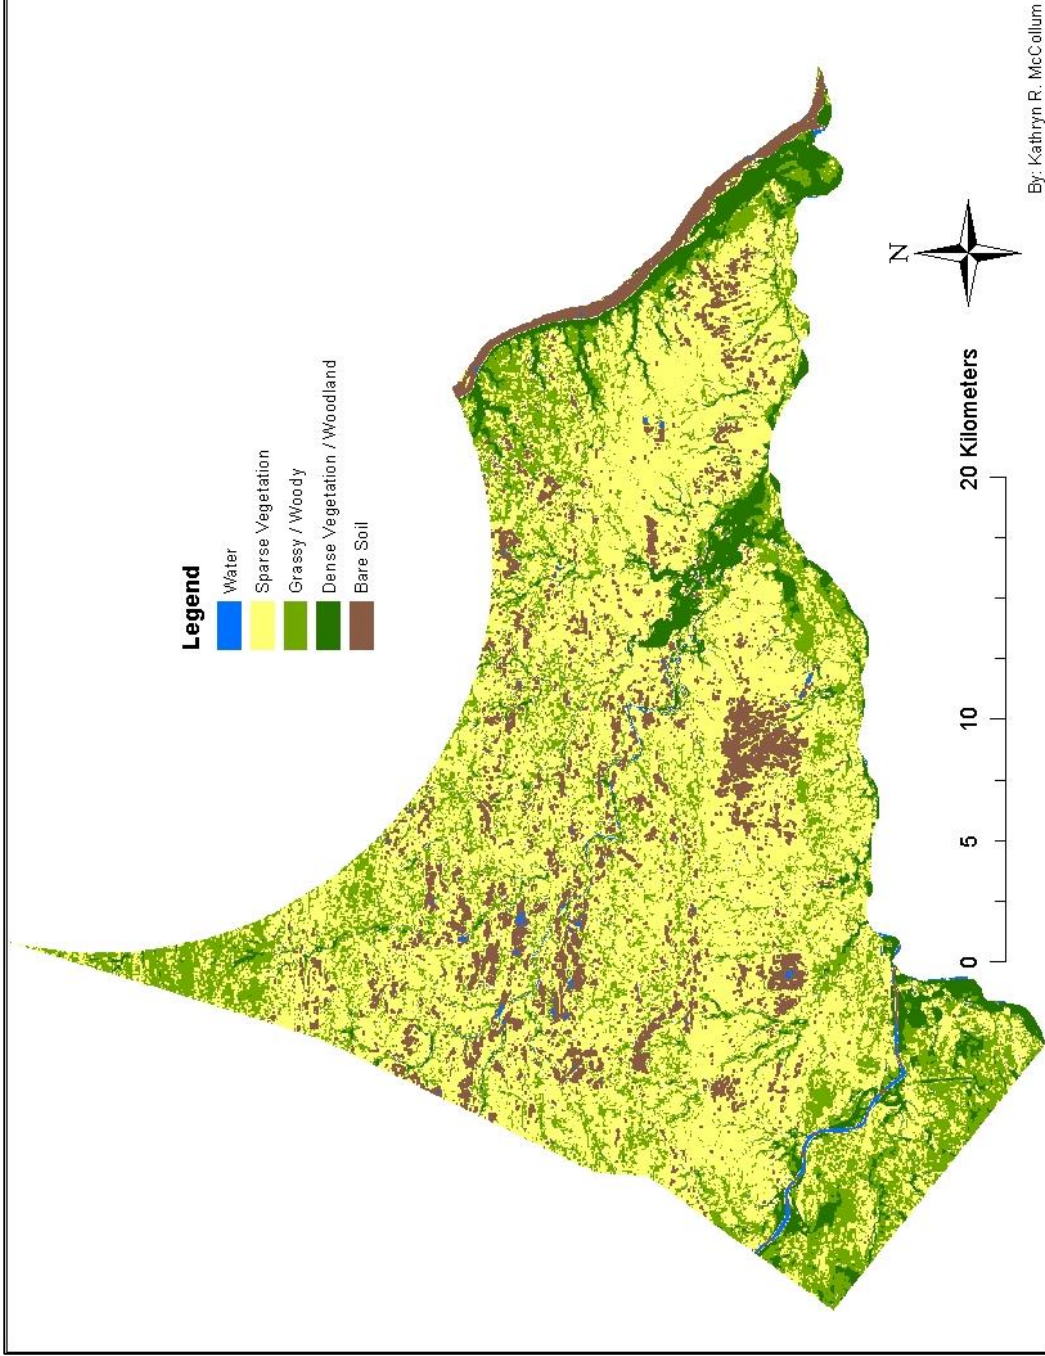 Legend
Water
Sparse Vegetation
Grassy / Woody
Dense Vegetation / Woodland
Bare Soil
N
0 5 10 20 Kilometers
By: Kathryn R. McCollum